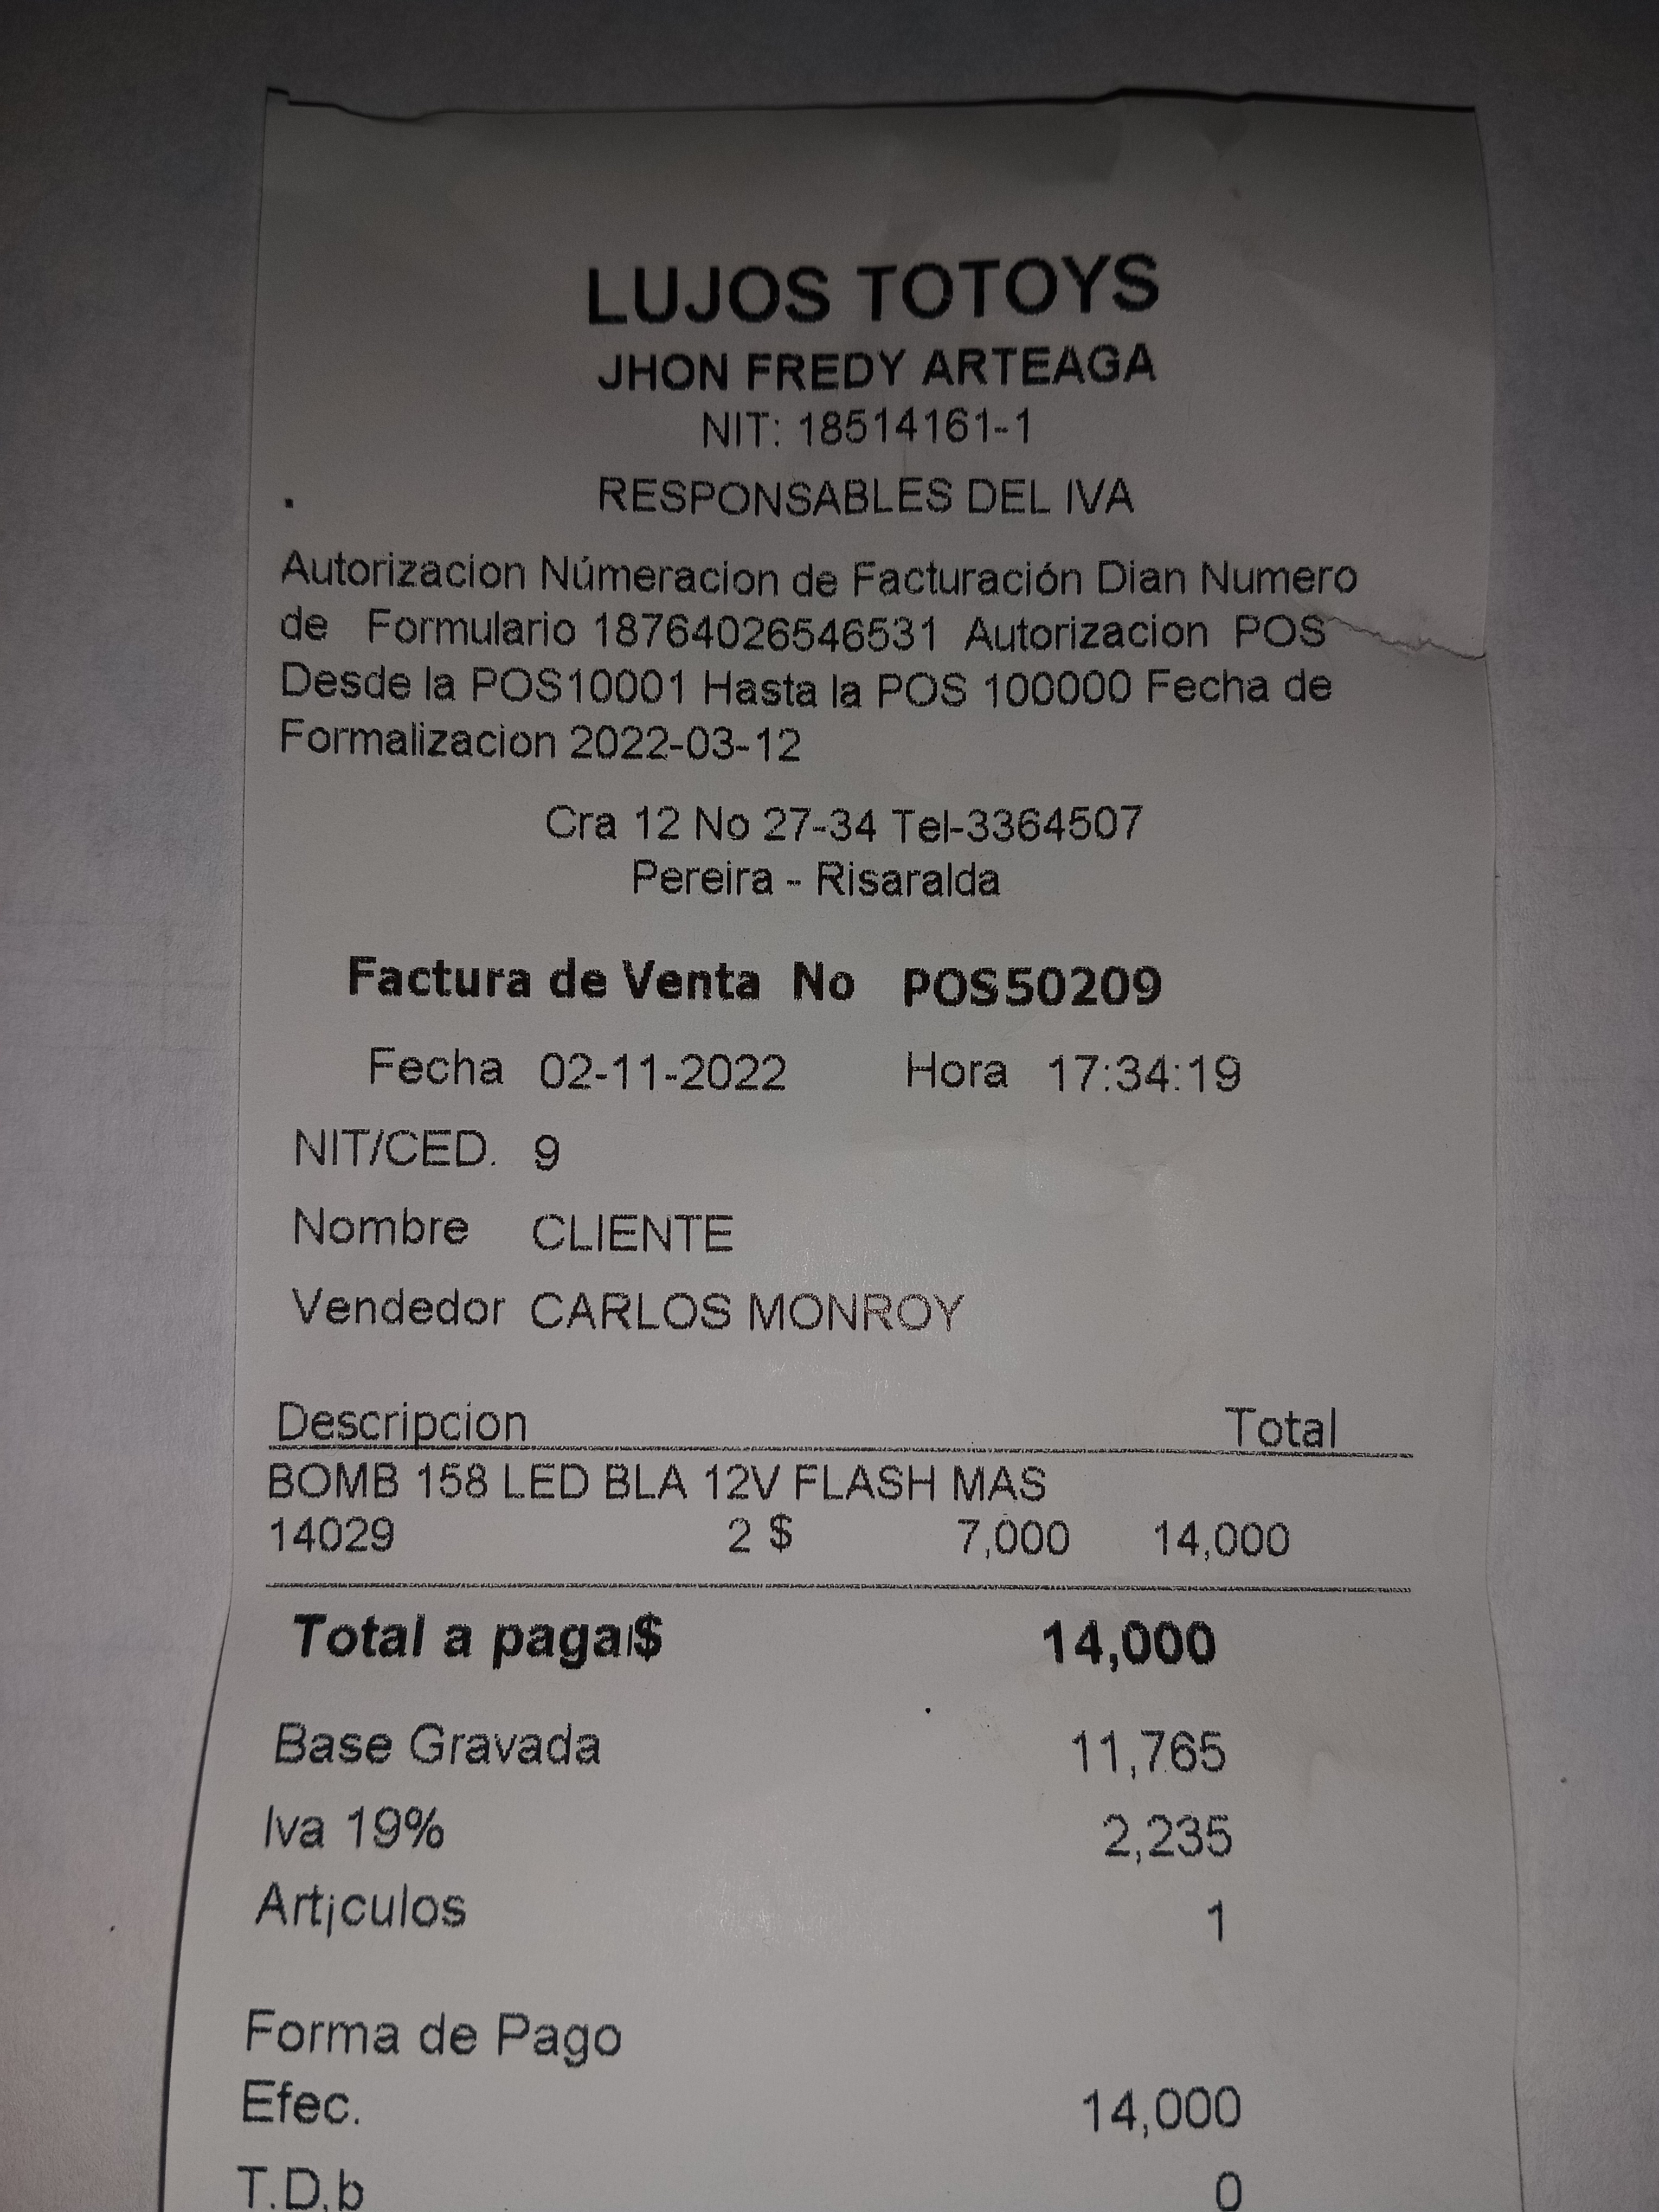 LUJOS TOTOYS
JHON FREDY ARTEAGA
NIT: 18514161-1
RESPONSABLES DEL IVA
Autorizacion Númeracion de Facturación Dian Numero
de Formulario 18764026546531 Autorizacion POS
Desde la POS10001 Hasta la POS 100000 Fecha de
Formalizacion 2022-03-12
Cra 12 No 27-34 Tel-3364507
Pereira - Risaralda
Factura de Venta No POS50209
Fecha 02-11-2022 Hora 17:34:19
NIT/CED. 9
Nombre CLIENTE
Vendedor CARLOS MONROY
Descripcion Total
BOMB 158 LED BLA 12V FLASH MAS
14029 2 $ 7,000 14,000
Total a pagar$ 14,000
Base Gravada 11,765
Iva 19% 2,235
Art¡culos 1
Forma de Pago
Efec. 14,000
T.D,b 0